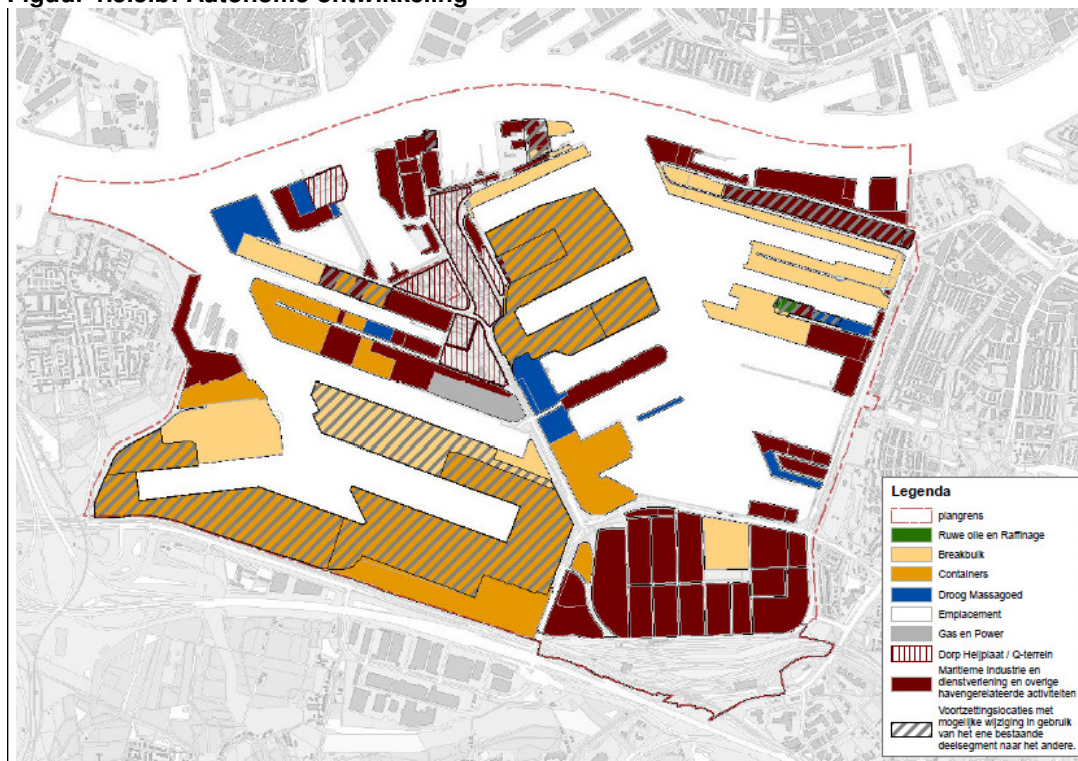 Legenda
plangrens
Ruwe olie en Raffinage
Breakbulk
Containers
Droog Massagoed
Emplacement
Gas en Power
Dorp Heijplaat / Q-terrein
Maritieme Industrie en
dienstverlening en overige
havengerelateerde activiteiten
Voortzettingslocaties met
mogelijke wijziging in gebruik
van het ene bestaande
deelsegment naar het andere.